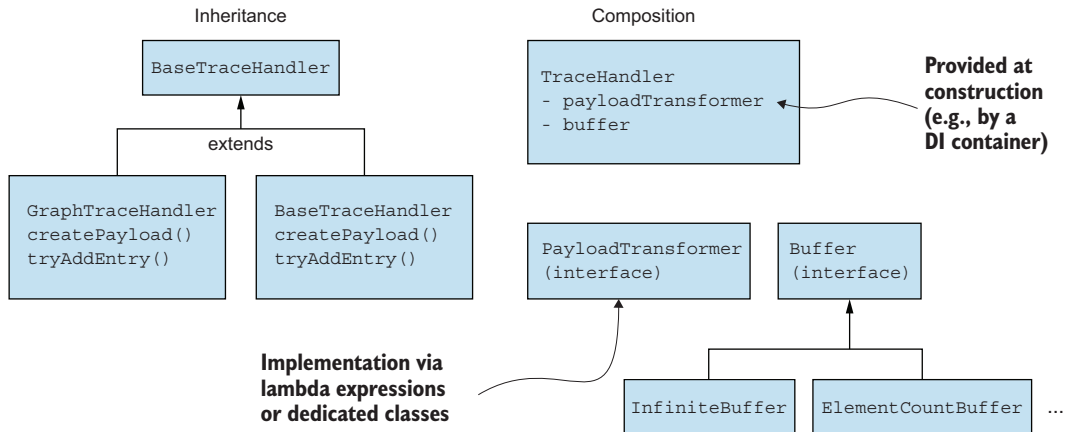 Inheritance
BaseTraceHandler
extends
GraphTraceHandler
createPayload()
tryAddEntry()
BaseTraceHandler
createPayload()
tryAddEntry()
Composition
TraceHandler
- payloadTransformer
- buffer
Provided at
construction
(e.g., by a
DI container)
PayloadTransformer
(interface)
Buffer
(interface)
Implementation via
lambda expressions
or dedicated classes
InfiniteBuffer
ElementCountBuffer
...